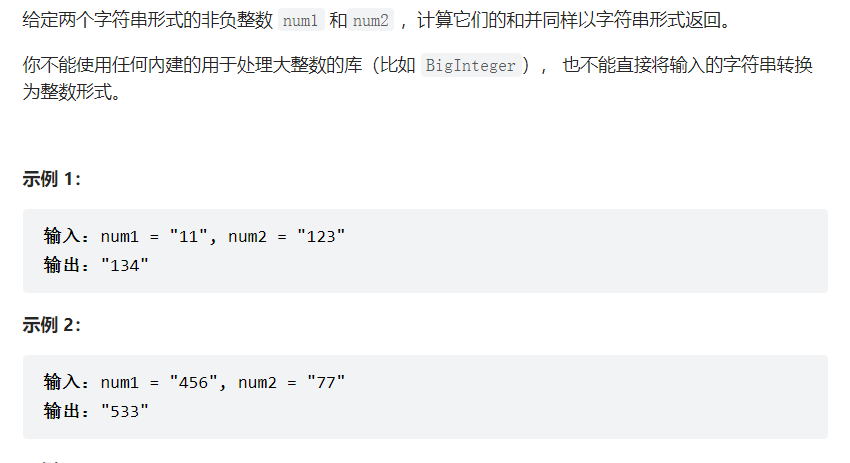 给定两个字符串形式的非负整数 num1 和num2 ，计算它们的和并同样以字符串形式返回。
你不能使用任何內建的用于处理大整数的库（比如 BigInteger）， 也不能直接将输入的字符串转换
为整数形式。
示例 1：
输入：num1 = "11", num2 = "123"
输出："134"
示例 2：
输入：num1 = "456", num2 = "77"
输出："533"